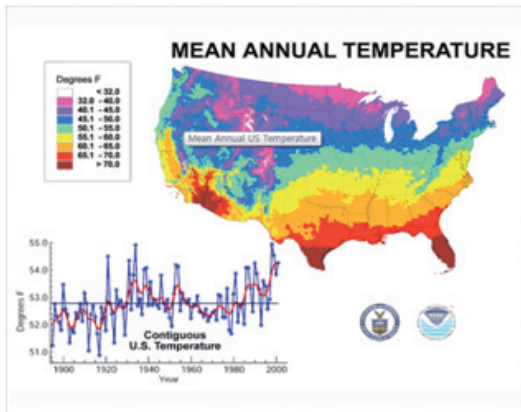 MEAN ANNUAL TEMPERATURE
Degrees F
< 32.0
32.0 - 40.0
40.1 - 45.0
45.1 - 50.0
50.1 - 55.0
55.1 - 60.0
60.1 - 65.0
65.1 - 70.0
> 70.0
Mean Annual US Temperature
55.0
54.0
53.0
52.0
51.0
Degrees F
Contiguous
U.S. Temperature
1900 1920 1940 1960 1980 2000
Year